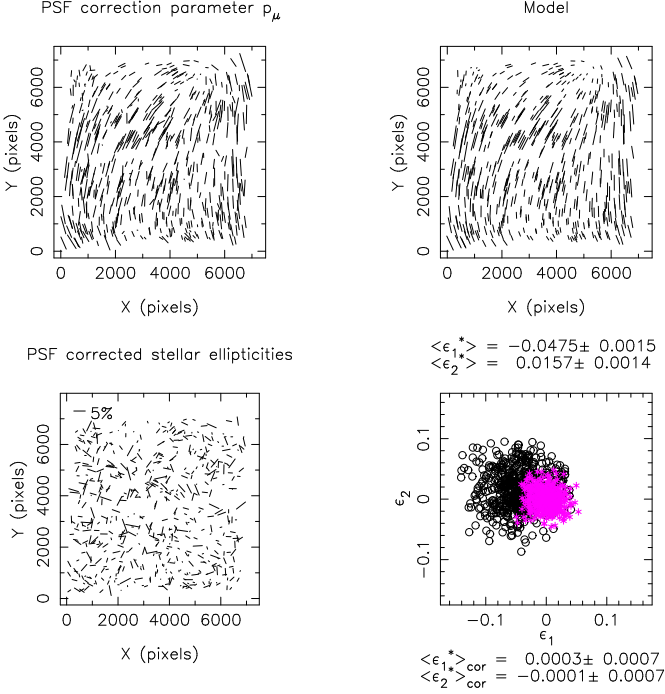 PSF correction parameter pμ
Model
Y (pixels)
6000
4000
2000
0
0 2000 4000 6000
X (pixels)
Y (pixels)
6000
4000
2000
0
0 2000 4000 6000
X (pixels)
PSF corrected stellar ellipticities
<ϵ1*> = −0.0475± 0.0015
<ϵ2*> = 0.0157± 0.0014
5%
Y (pixels)
6000
4000
2000
0
0 2000 4000 6000
X (pixels)
ϵ2
0.1
0
−0.1
−0.1 0 0.1
ϵ1
<ϵ1*>cor = 0.0003± 0.0007
<ϵ2*>cor = −0.0001± 0.0007